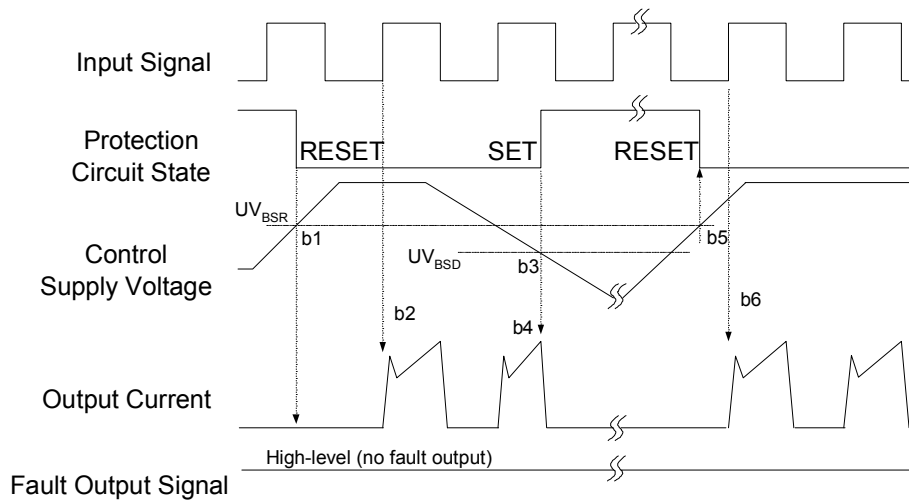 Input Signal
Protection
Circuit State
RESET
SET
RESET
UVBSR
b1
Control
Supply Voltage
UVBSD
b3
b5
b2
b4
b6
Output Current
High-level (no fault output)
Fault Output Signal